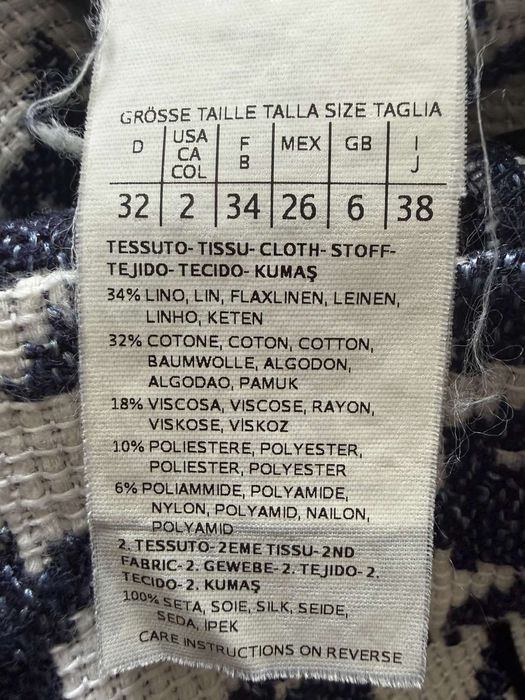 GRÖSSE TAILLE TALLA SIZE TAGLIA
D USA CA COL F B MEX GB I J
32 2 34 26 6 38
TESSUTO- TISSU- CLOTH- STOFF-
TEJIDO- TECIDO- KUMAŞ
34% LINO, LIN, FLAXLINEN, LEINEN,
LINHO, KETEN
32% COTONE, COTON, COTTON,
BAUMWOLLE, ALGODON,
ALGODAO, PAMUK
18% VISCOSA, VISCOSE, RAYON,
VISKOSE, VİSKOZ
10% POLIESTERE, POLYESTER,
POLIESTER, POLYESTER
6% POLIAMMIDE, POLYAMIDE,
NYLON, POLYAMID, NAILON,
POLYAMID
2. TESSUTO-2EME TISSU-2ND
FABRIC-2. GEWEBE-2. TEJIDO-2.
TECIDO-2. KUMAŞ
100% SETA, SOIE, SILK, SEIDE,
SEDA, IPEK
CARE INSTRUCTIONS ON REVERSE